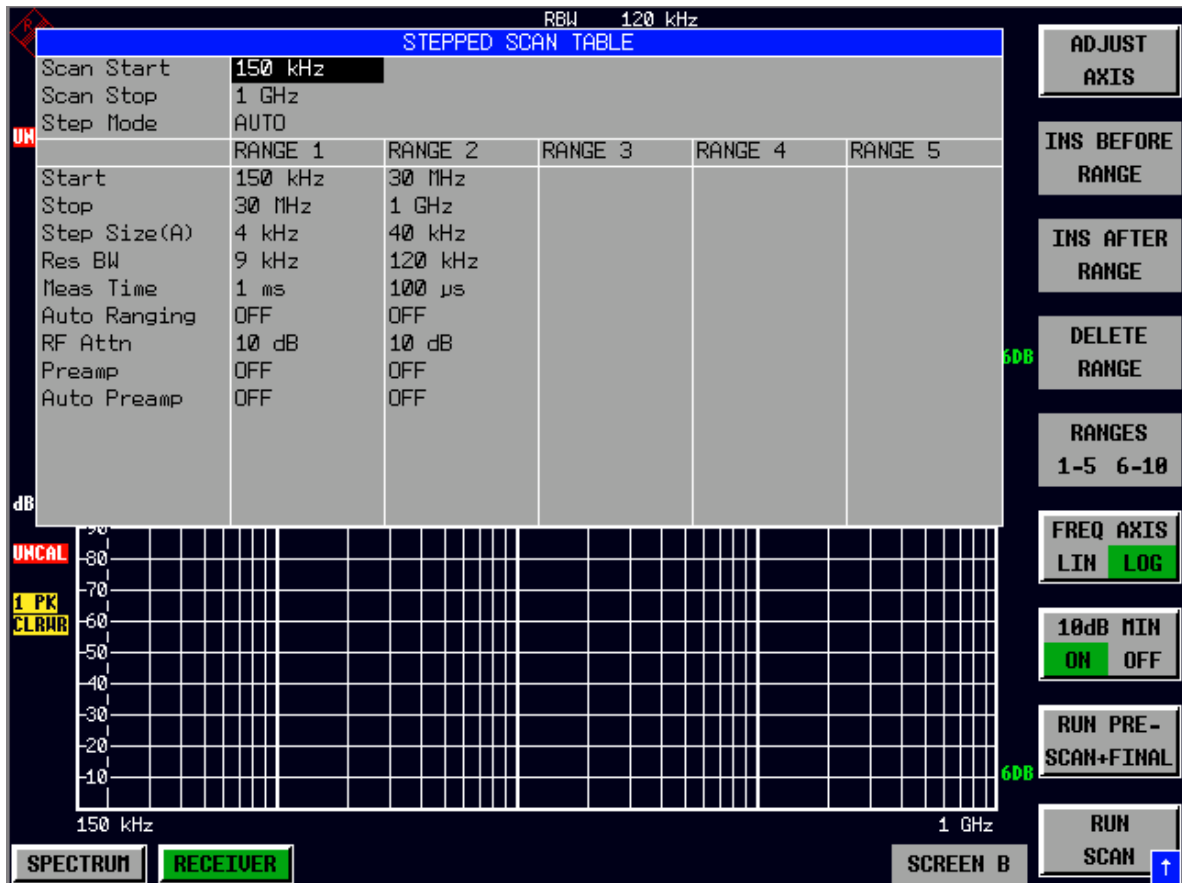 RBW 120 kHz
STEPPED SCAN TABLE
Scan Start 150 kHz
Scan Stop 1 GHz
Step Mode AUTO
RANGE 1 RANGE 2 RANGE 3 RANGE 4 RANGE 5
Start 150 kHz 30 MHz
Stop 30 MHz 1 GHz
Step Size(A) 4 kHz 40 kHz
Res BW 9 kHz 120 kHz
Meas Time 1 ms 100 µs
Auto Ranging OFF OFF
RF Attn 10 dB 10 dB
Preamp OFF OFF
Auto Preamp OFF OFF
6DB
dB
UNCAL
1 PK
CLRWR
80
70
60
50
40
30
20
10
6DB
150 kHz 1 GHz
SPECTRUM RECEIVER SCREEN B
ADJUST
AXIS
INS BEFORE
RANGE
INS AFTER
RANGE
DELETE
RANGE
RANGES
1-5 6-10
FREQ AXIS
LIN LOG
10dB MIN
ON OFF
RUN PRE-
SCAN+FINAL
RUN
SCAN
↑